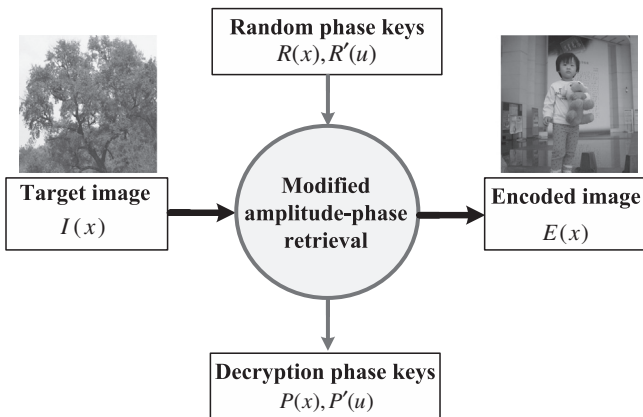 Random phase keys
R(x), R′(u)
Target image
I(x)
Modified
amplitude-phase
retrieval
Encoded image
E(x)
Decryption phase keys
P(x), P′(u)